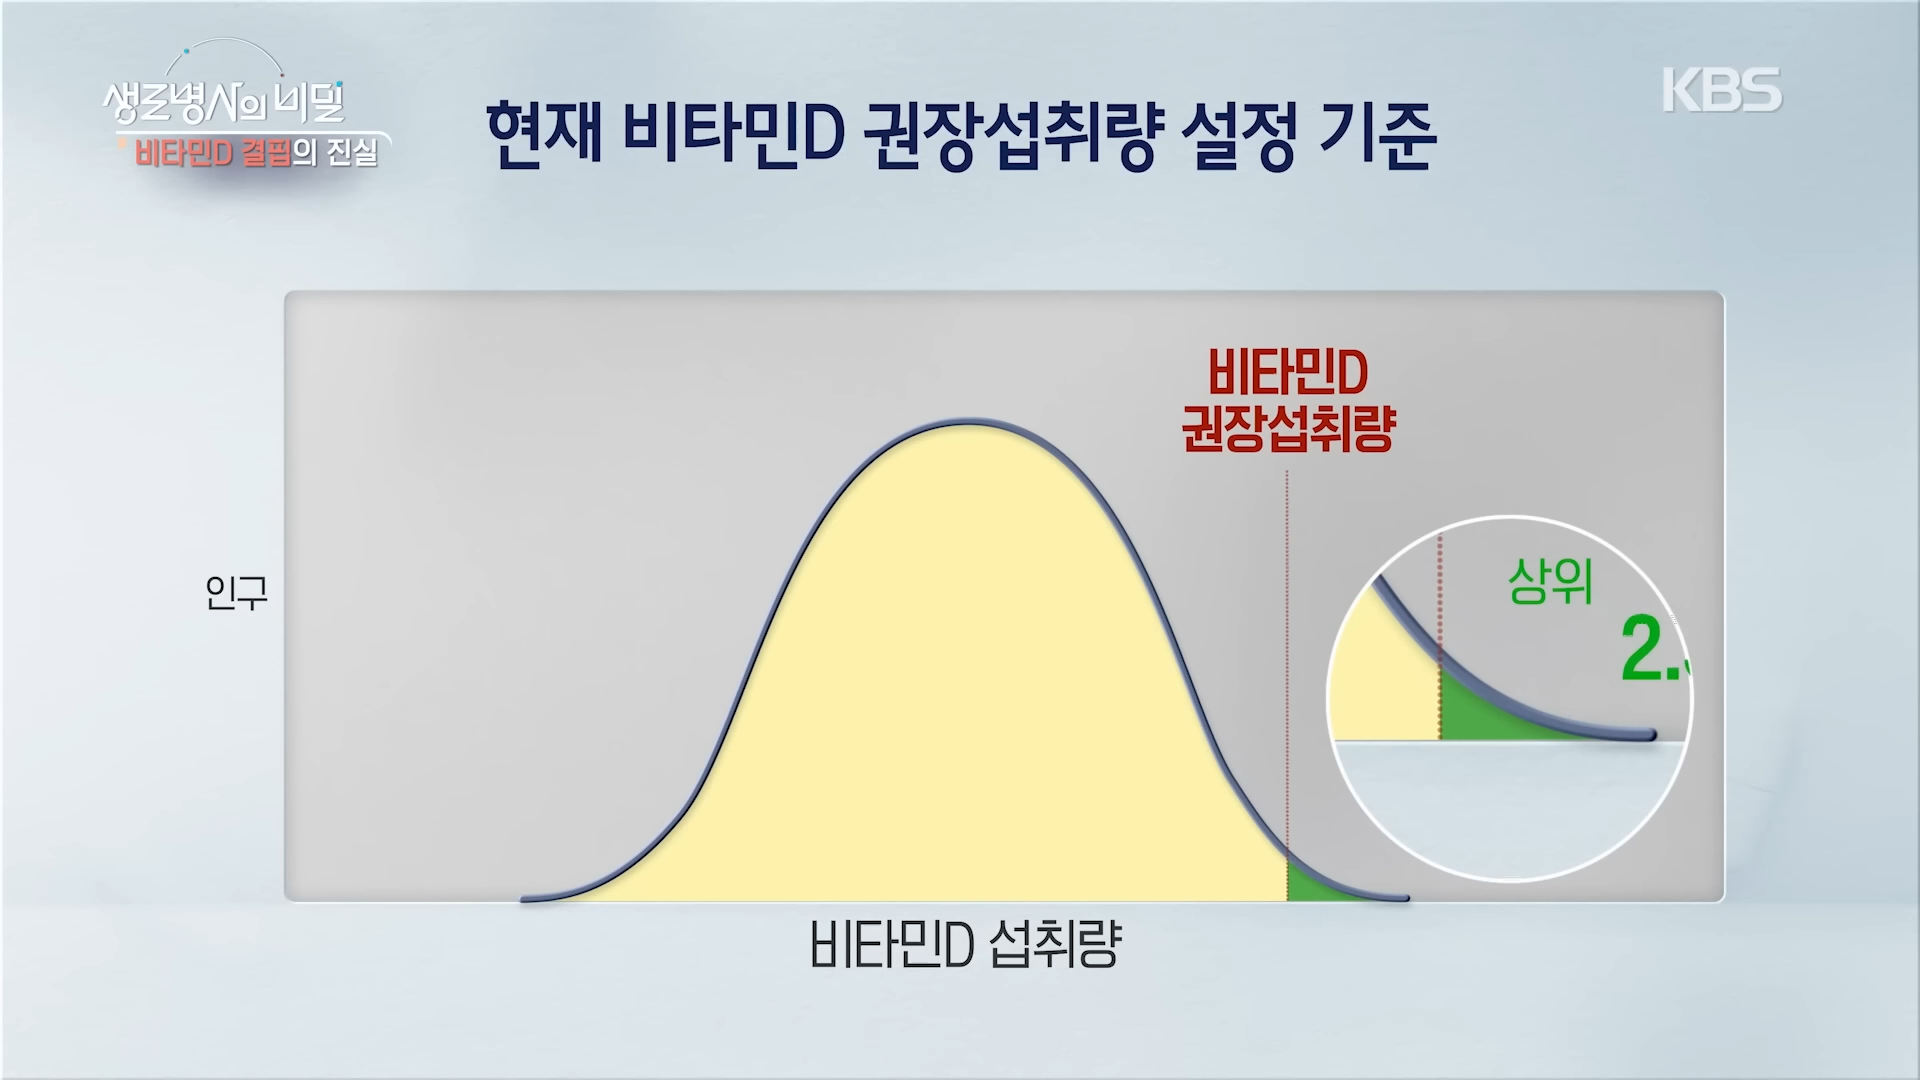 생로병사의 비밀
비타민D 결핍의 진실
현재 비타민D 권장섭취량 설정 기준
KBS
비타민D
권장섭취량
상위
2.
인구
비타민D 섭취량